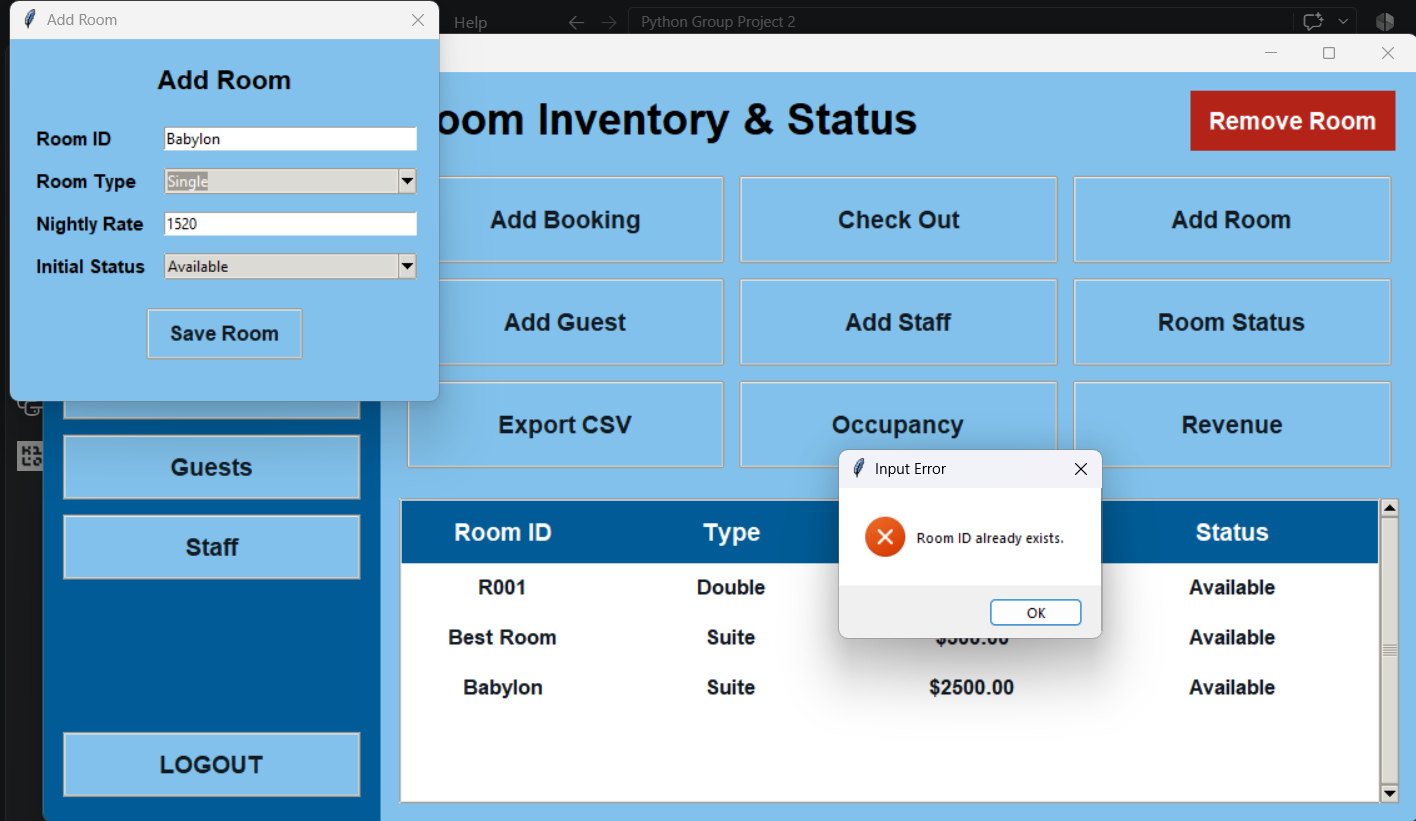 Add Room
Help
Python Group Project 2
Add Room
Room ID
Babylon
Room Type
Single
Nightly Rate
1520
Initial Status
Available
Save Room
oom Inventory & Status
Remove Room
Add Booking
Check Out
Add Room
Add Guest
Add Staff
Room Status
Export CSV
Occupancy
Revenue
Guests
Staff
LOGOUT
Input Error
Room ID already exists.
OK
Room ID
Type
Status
R001
Double
Available
Best Room
Suite
Available
Babylon
Suite
$2500.00
Available